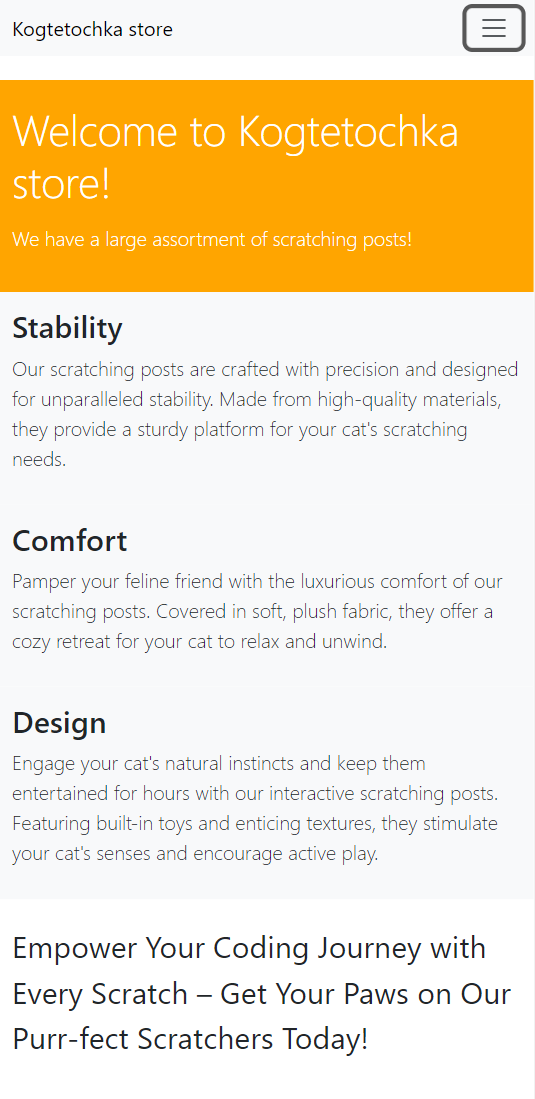 Kogtetochka store
Welcome to Kogtetochka
store!
We have a large assortment of scratching posts!
Stability
Our scratching posts are crafted with precision and designed
for unparalleled stability. Made from high-quality materials,
they provide a sturdy platform for your cat's scratching
needs.
Comfort
Pamper your feline friend with the luxurious comfort of our
scratching posts. Covered in soft, plush fabric, they offer a
cozy retreat for your cat to relax and unwind.
Design
Engage your cat's natural instincts and keep them
entertained for hours with our interactive scratching posts.
Featuring built-in toys and enticing textures, they stimulate
your cat's senses and encourage active play.
Empower Your Coding Journey with
Every Scratch – Get Your Paws on Our
Purr-fect Scratchers Today!